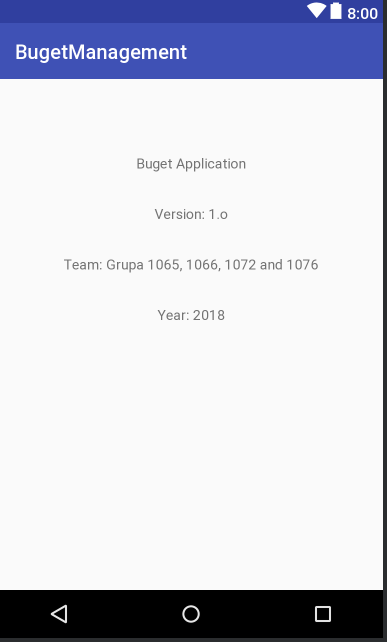 8:00
BugetManagement
Buget Application
Version: 1.o
Team: Grupa 1065, 1066, 1072 and 1076
Year: 2018